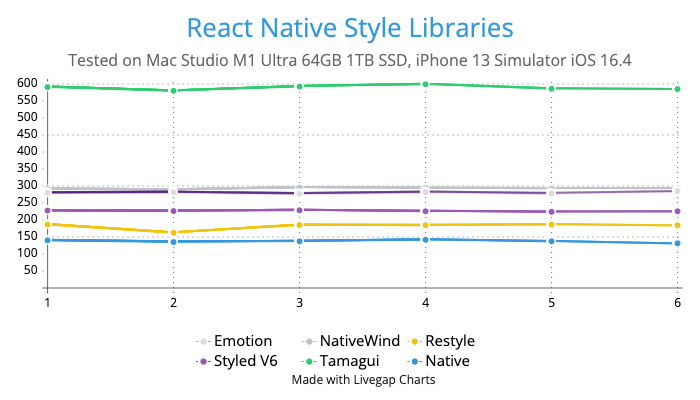 React Native Style Libraries
Tested on Mac Studio M1 Ultra 64GB 1TB SSD, iPhone 13 Simulator iOS 16.4
600
550
500
450
400
350
300
250
200
150
100
50
1 2 3 4 5 6
Emotion NativeWind Restyle
Styled V6 Tamagui Native
Made with Livegap Charts